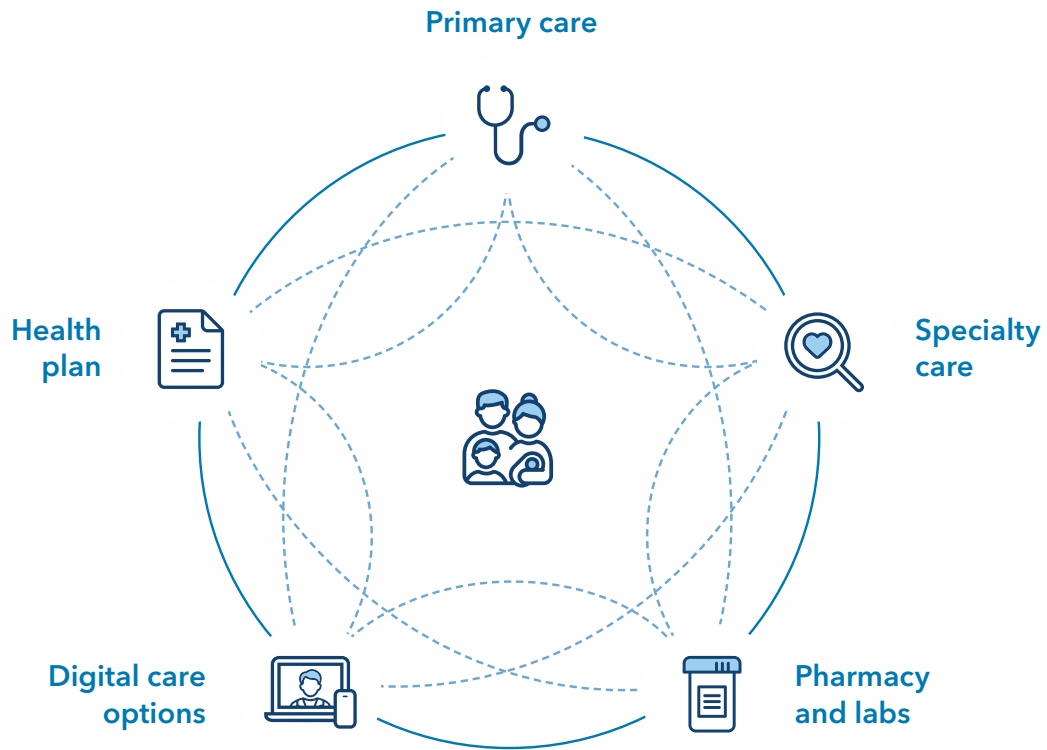 Primary care
Health
plan
Specialty
care
Digital care
options
Pharmacy
and labs